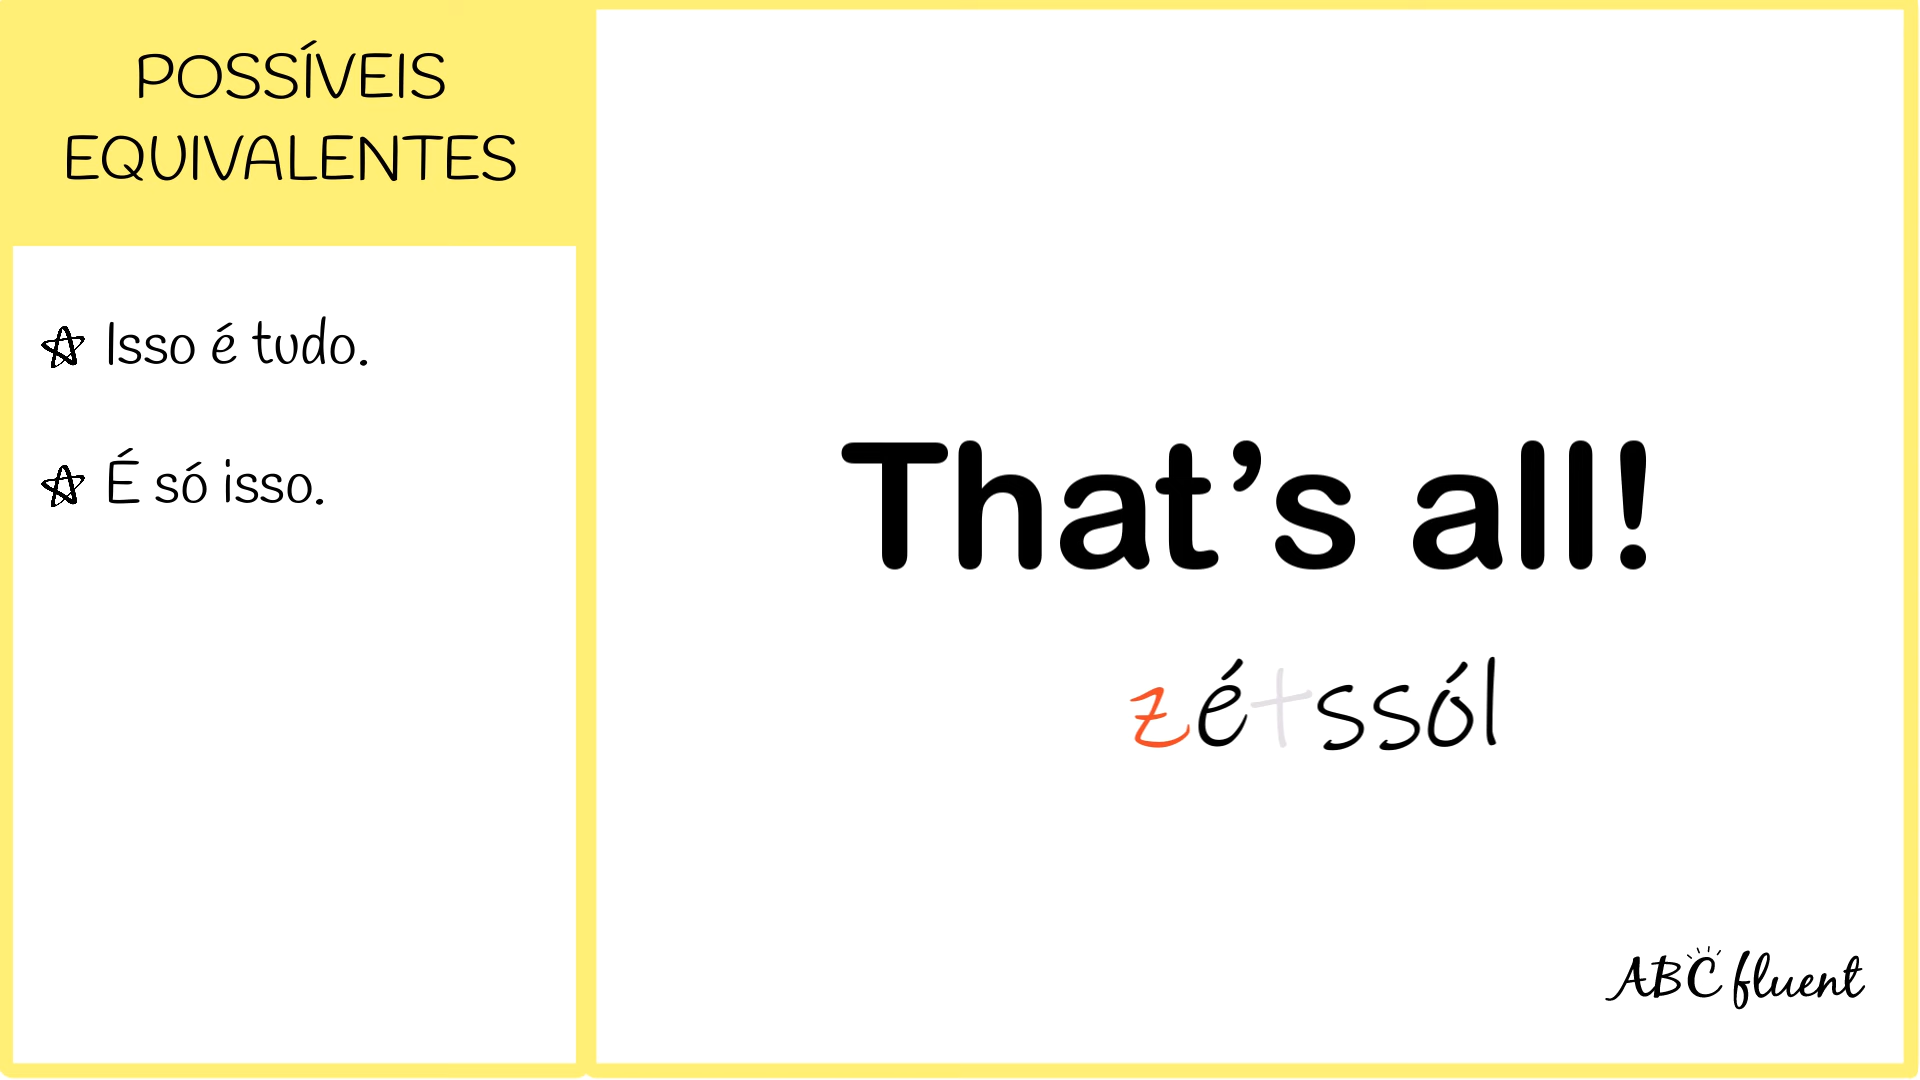 POSSÍVEIS
EQUIVALENTES
Isso é tudo.
É só isso.
That’s all!
zétssól
ABC fluent